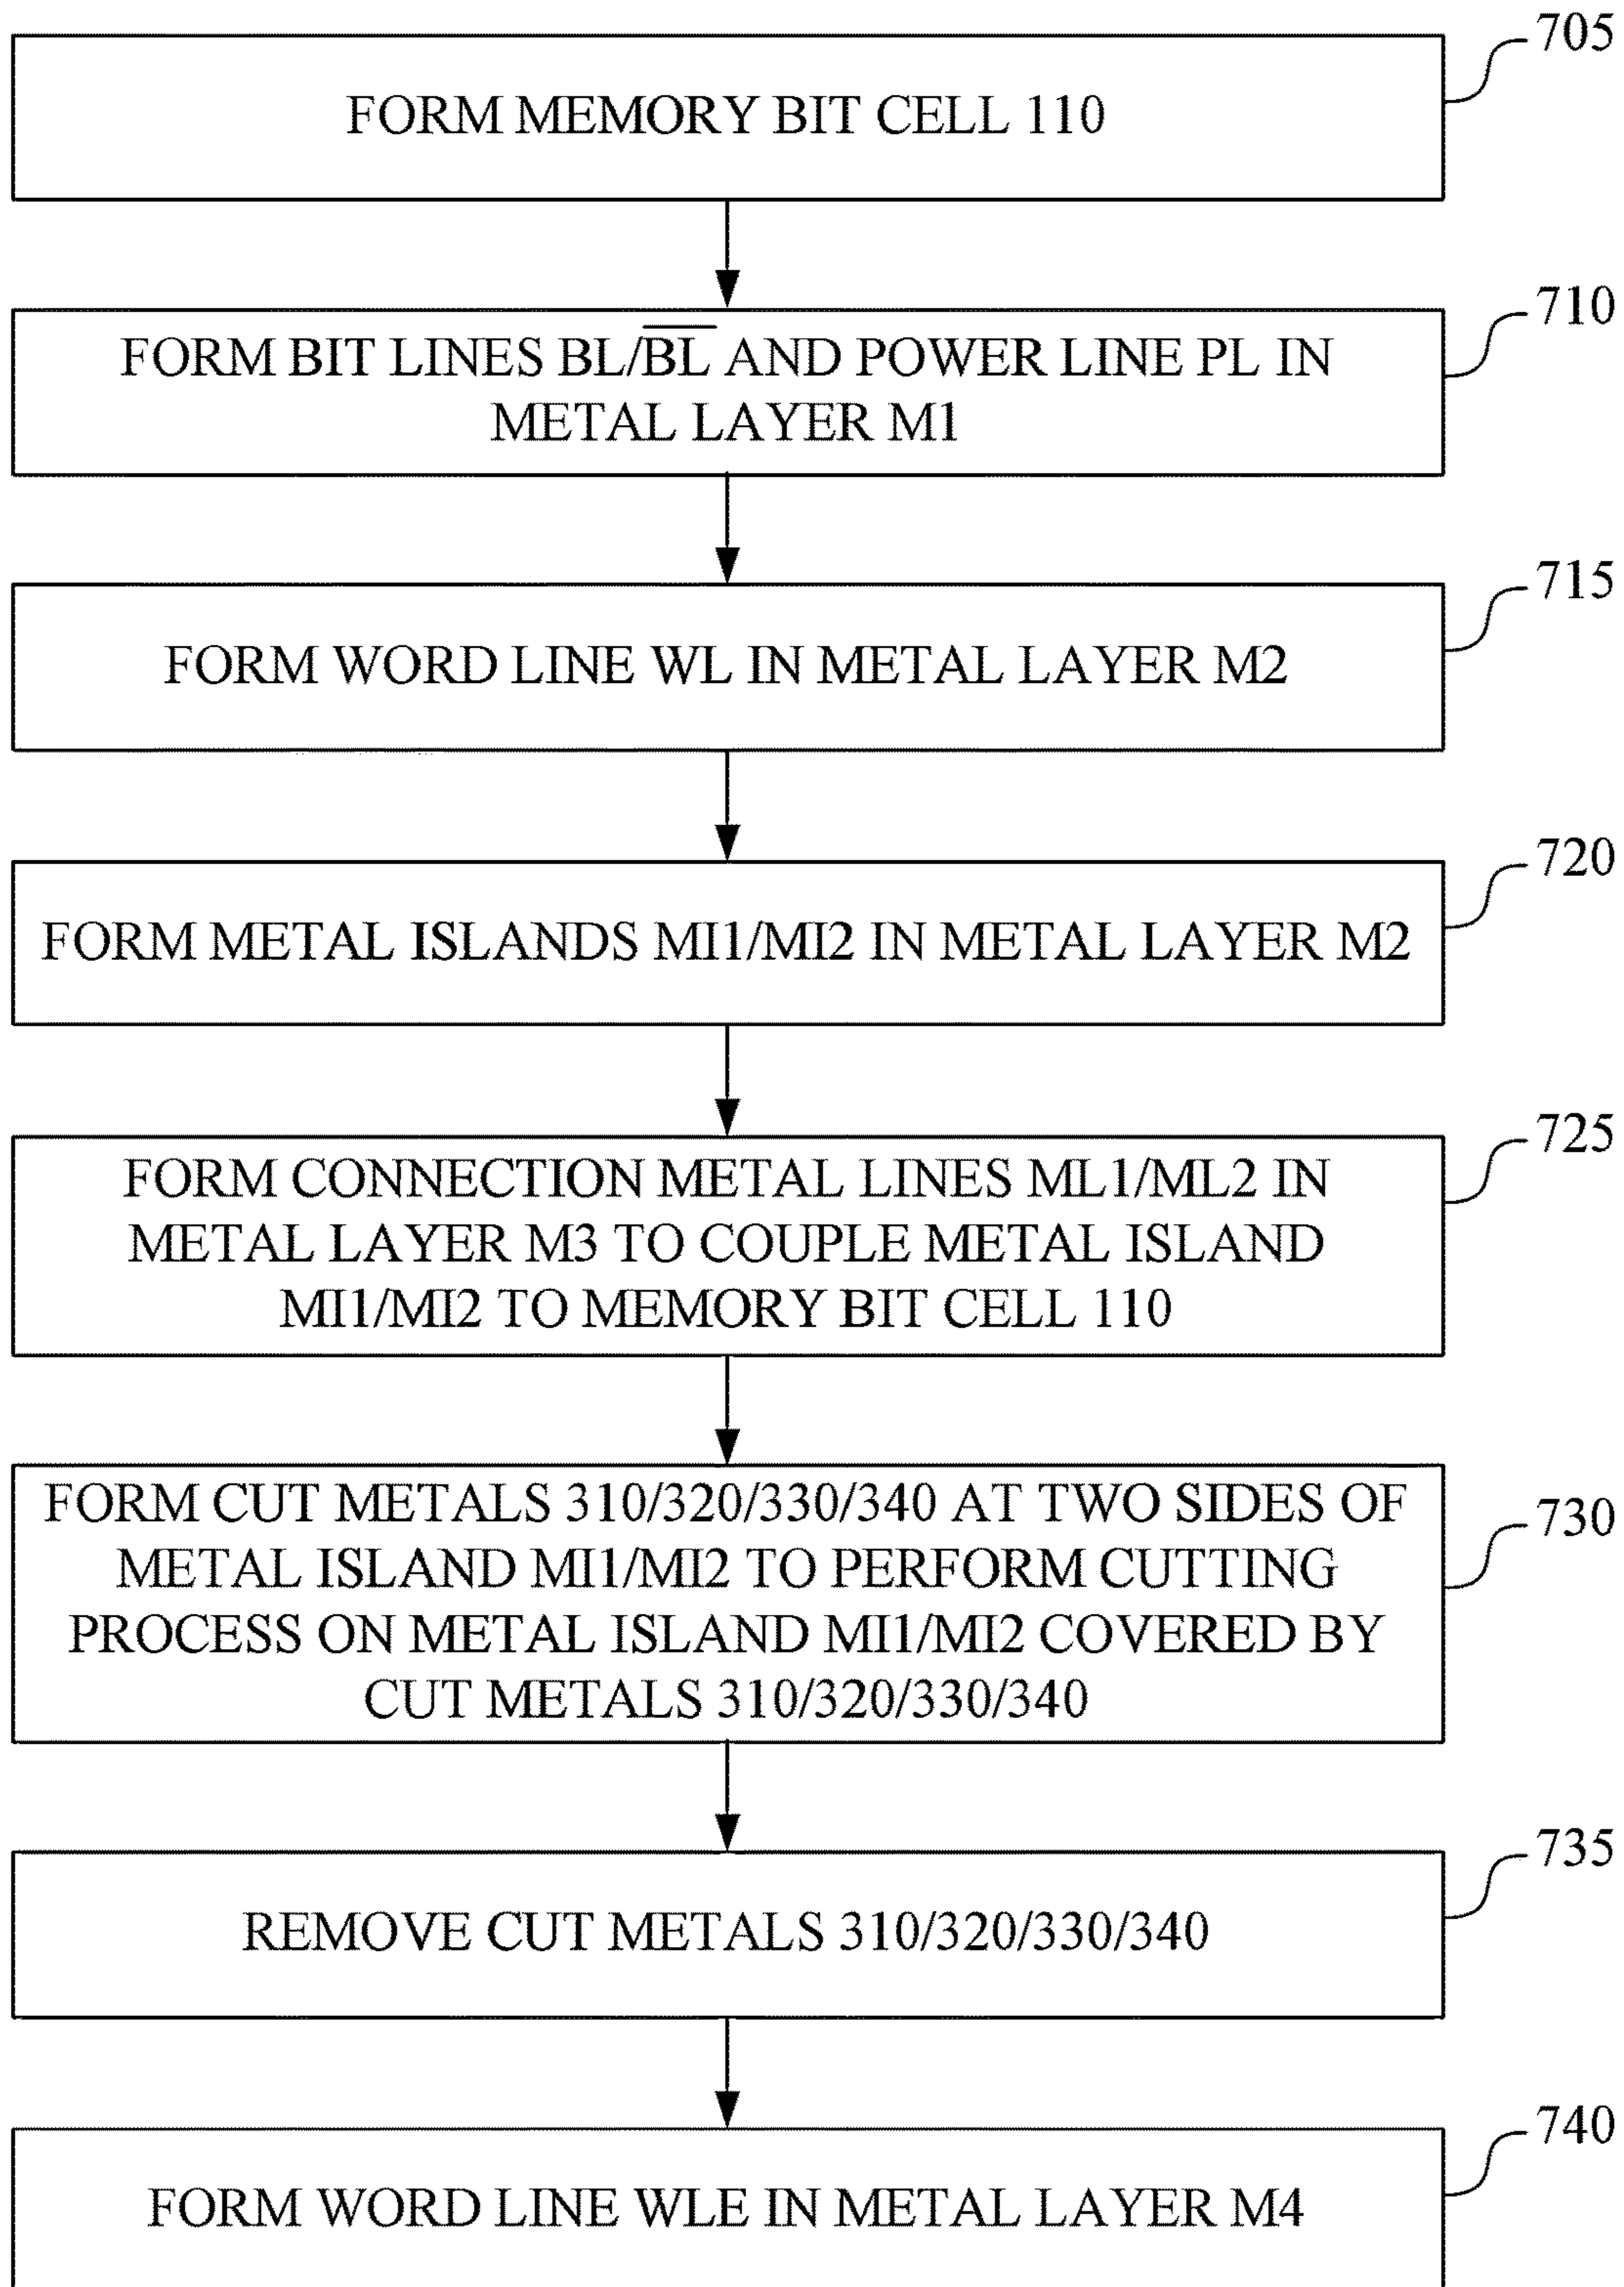 705
FORM MEMORY BIT CELL 110
710
FORM BIT LINES BL/B̅L̅ AND POWER LINE PL IN
METAL LAYER M1
715
FORM WORD LINE WL IN METAL LAYER M2
720
FORM METAL ISLANDS MI1/MI2 IN METAL LAYER M2
725
FORM CONNECTION METAL LINES ML1/ML2 IN
METAL LAYER M3 TO COUPLE METAL ISLAND
MI1/MI2 TO MEMORY BIT CELL 110
730
FORM CUT METALS 310/320/330/340 AT TWO SIDES OF
METAL ISLAND MI1/MI2 TO PERFORM CUTTING
PROCESS ON METAL ISLAND MI1/MI2 COVERED BY
CUT METALS 310/320/330/340
735
REMOVE CUT METALS 310/320/330/340
740
FORM WORD LINE WLE IN METAL LAYER M4